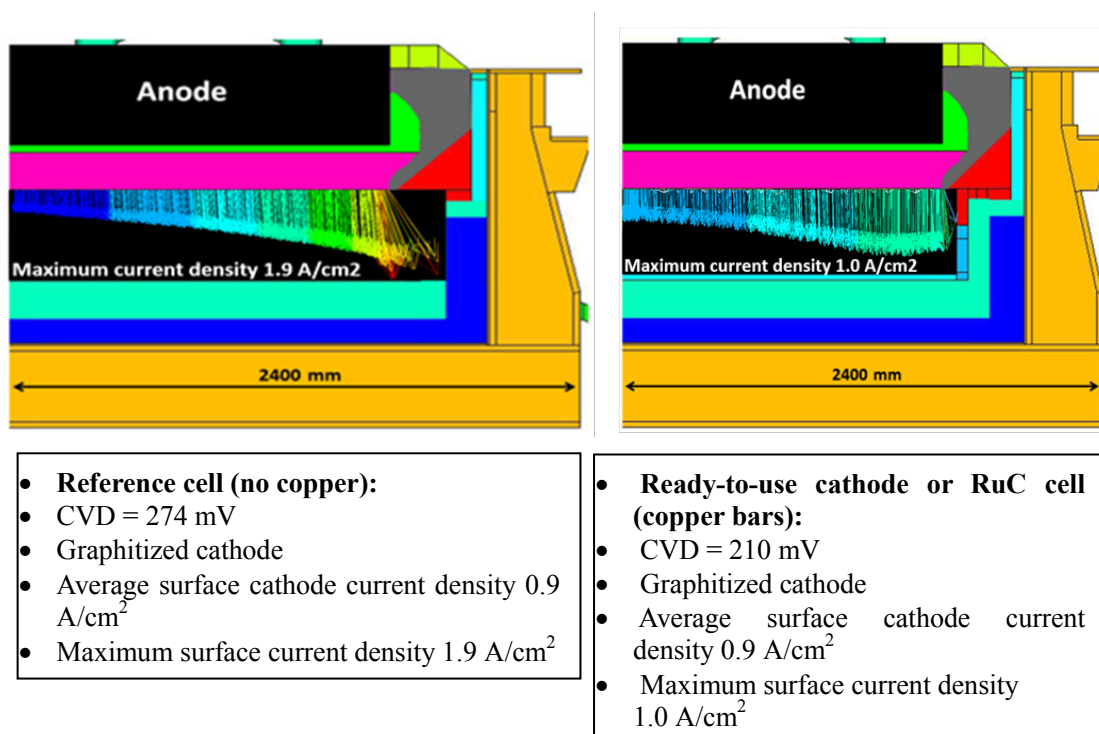 Anode
Maximum current density 1.9 A/cm2
2400 mm
Anode
Maximum current density 1.0 A/cm2
2400 mm
• Reference cell (no copper):
• CVD = 274 mV
• Graphitized cathode
• Average surface cathode current density 0.9
A/cm²
• Maximum surface current density 1.9 A/cm²
• Ready-to-use cathode or RuC cell
(copper bars):
• CVD = 210 mV
• Graphitized cathode
• Average surface cathode current
density 0.9 A/cm²
• Maximum surface current density
1.0 A/cm²